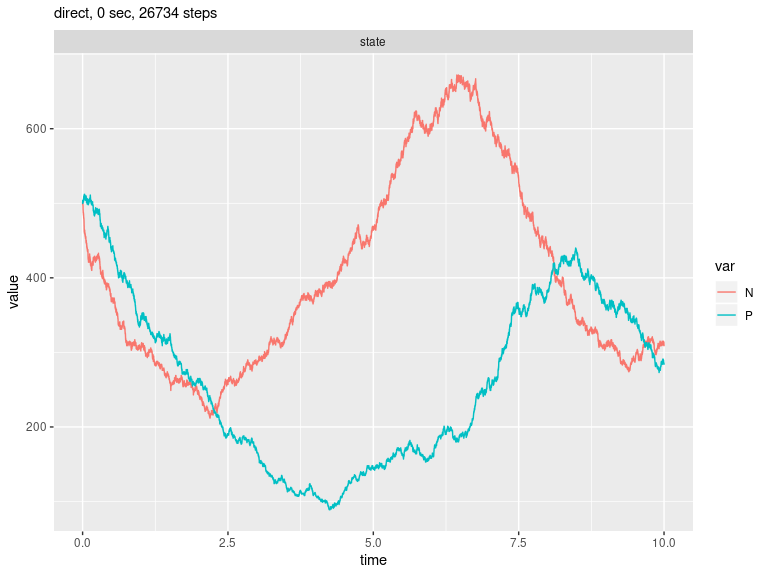 direct, 0 sec, 26734 steps
state
600
400
200
value
0.0
2.5
5.0
7.5
10.0
time
var
N
P